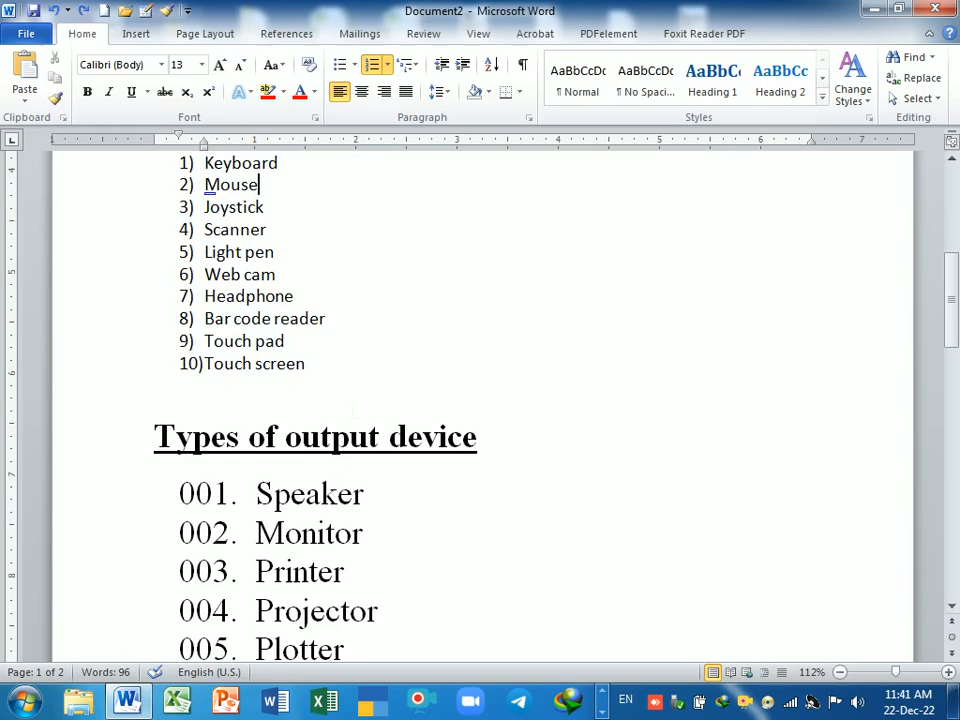 Document2 - Microsoft Word
File Home Insert Page Layout References Mailings Review View Acrobat PDFelement Foxit Reader PDF
Paste
Calibri (Body) 13
Clipboard Font Paragraph Styles Editing
AaBbCcDc AaBbCcDc AaBbC AaBbCc
¶ Normal ¶ No Spaci... Heading 1 Heading 2
Change Styles
Find
Replace
Select
1) Keyboard
2) Mouse
3) Joystick
4) Scanner
5) Light pen
6) Web cam
7) Headphone
8) Bar code reader
9) Touch pad
10)Touch screen
Types of output device
001. Speaker
002. Monitor
003. Printer
004. Projector
005. Plotter
Page: 1 of 2 Words: 96 English (U.S.) 112%
EN
11:41 AM
22-Dec-22